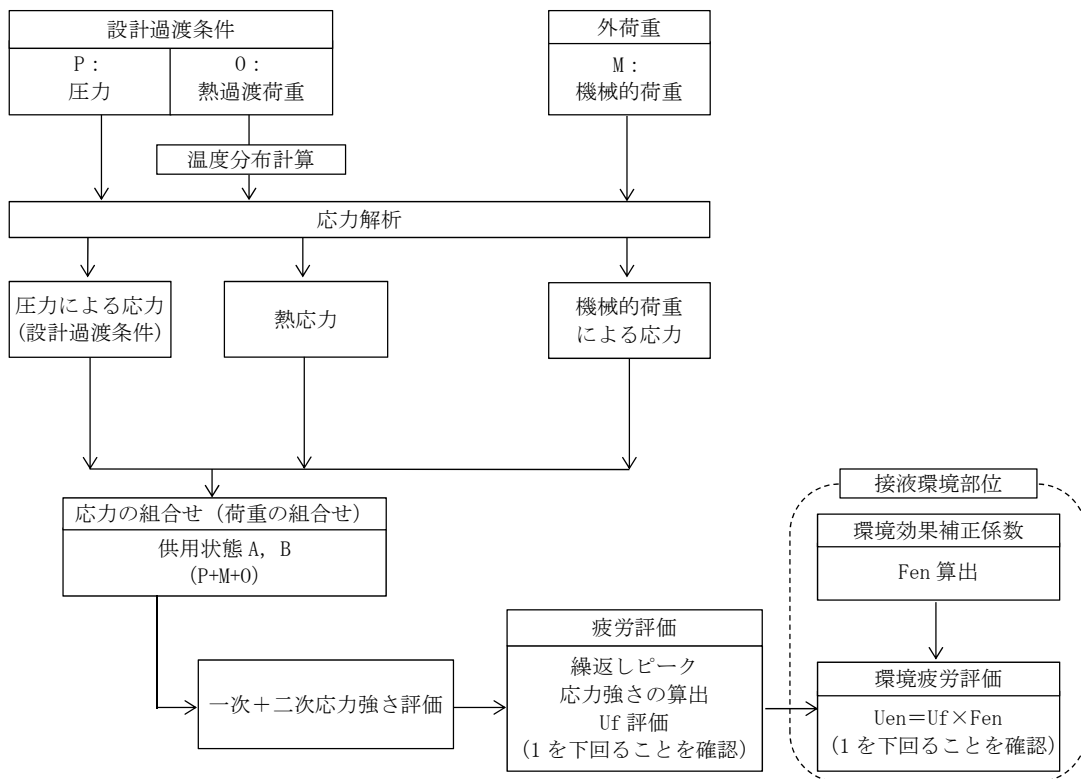 設計過渡条件
P：
圧力
O：
熱過渡荷重
外荷重
M：
機械的荷重
温度分布計算
応力解析
圧力による応力
(設計過渡条件)
熱応力
機械的荷重
による応力
応力の組合せ（荷重の組合せ）
供用状態 A, B
(P+M+O)
一次＋二次応力強さ評価
疲労評価
繰返しピーク
応力強さの算出
Uf 評価
（1 を下回ることを確認）
接液環境部位
環境効果補正係数
Fen 算出
環境疲労評価
Uen＝Uf×Fen
（1 を下回ることを確認）